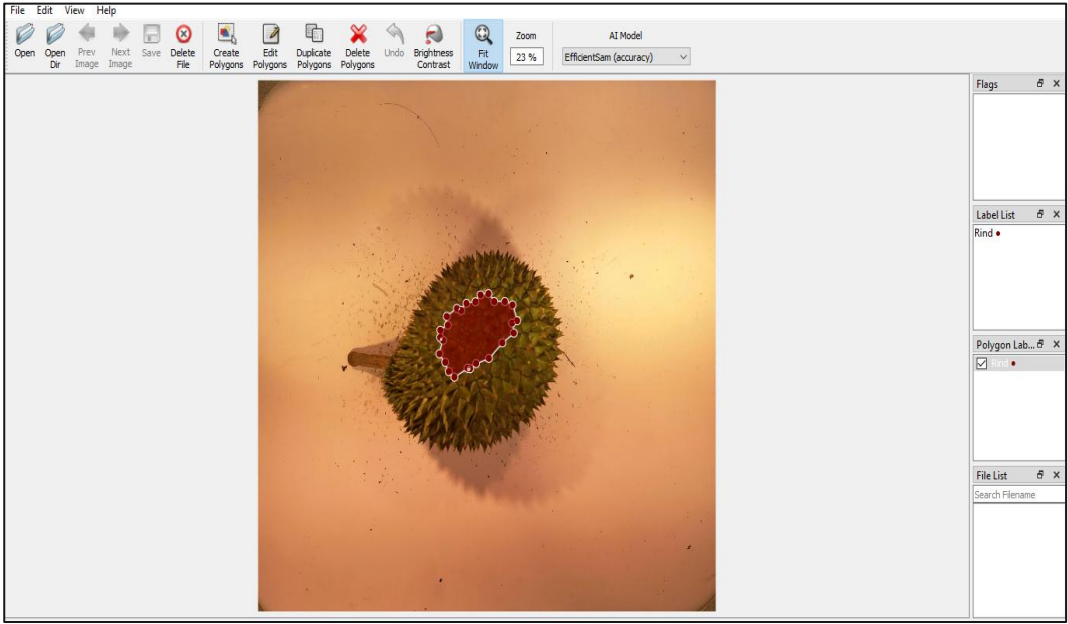 File Edit View Help
Open
Open Dir
Prev Image
Next Image
Save
Delete File
Create Polygons
Edit Polygons
Duplicate Polygons
Delete Polygons
Undo
Brightness Contrast
Fit Window
Zoom
23 %
AI Model
EfficientSam (accuracy)
Flags
Label List
Rind
Polygon Lab...
Rind
File List
Search Filename